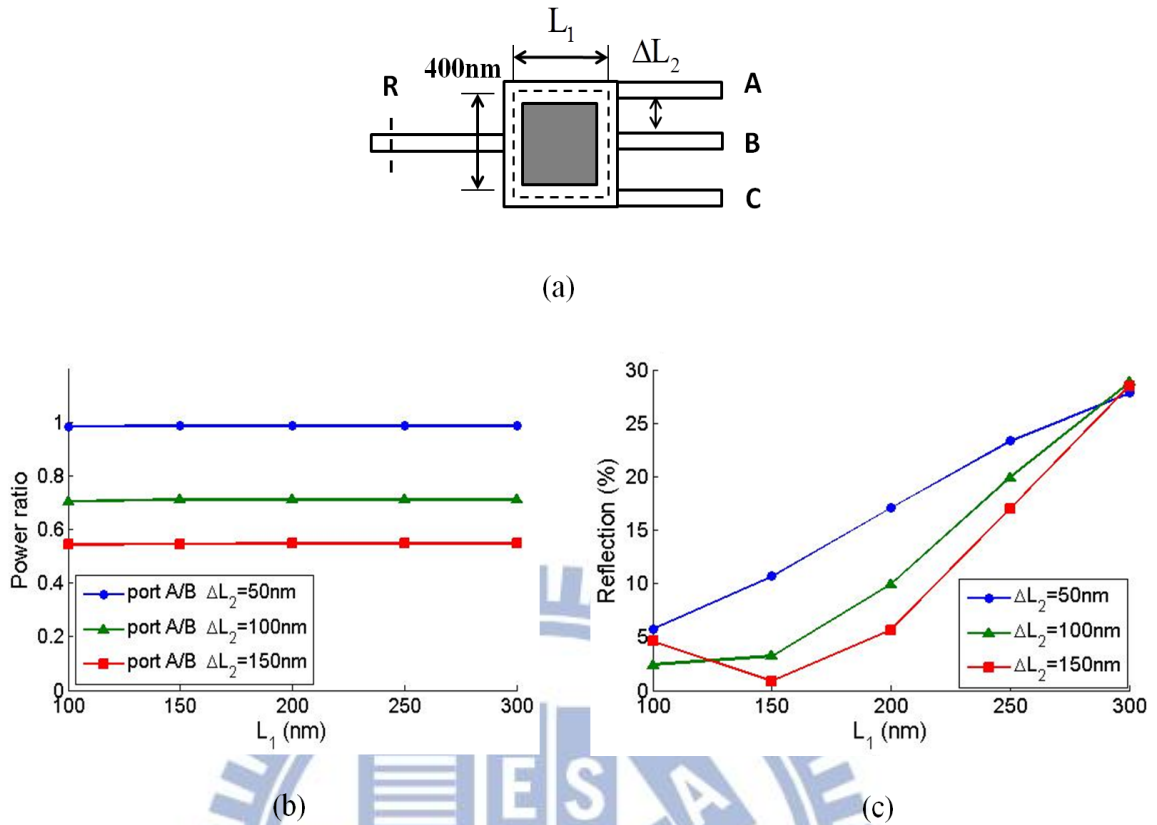 L₁
400nm
ΔL₂
R
A
B
C
(a)
Power ratio
1
0.8
0.6
0.4
0.2
0
port A/B ΔL₂=50nm
port A/B ΔL₂=100nm
port A/B ΔL₂=150nm
100 150 200 250 300
L₁ (nm)
(b)
Reflection (%)
30
25
20
15
10
5
0
ΔL₂=50nm
ΔL₂=100nm
ΔL₂=150nm
100 150 200 250 300
L₁ (nm)
(c)
E
E
ESA